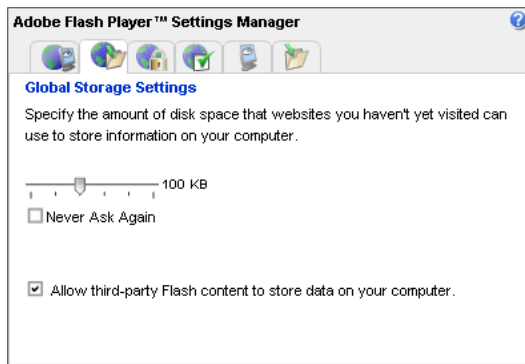 Adobe Flash Player™ Settings Manager
?
Global Storage Settings
Specify the amount of disk space that websites you haven't yet visited can
use to store information on your computer.
100 KB
Never Ask Again
Allow third-party Flash content to store data on your computer.